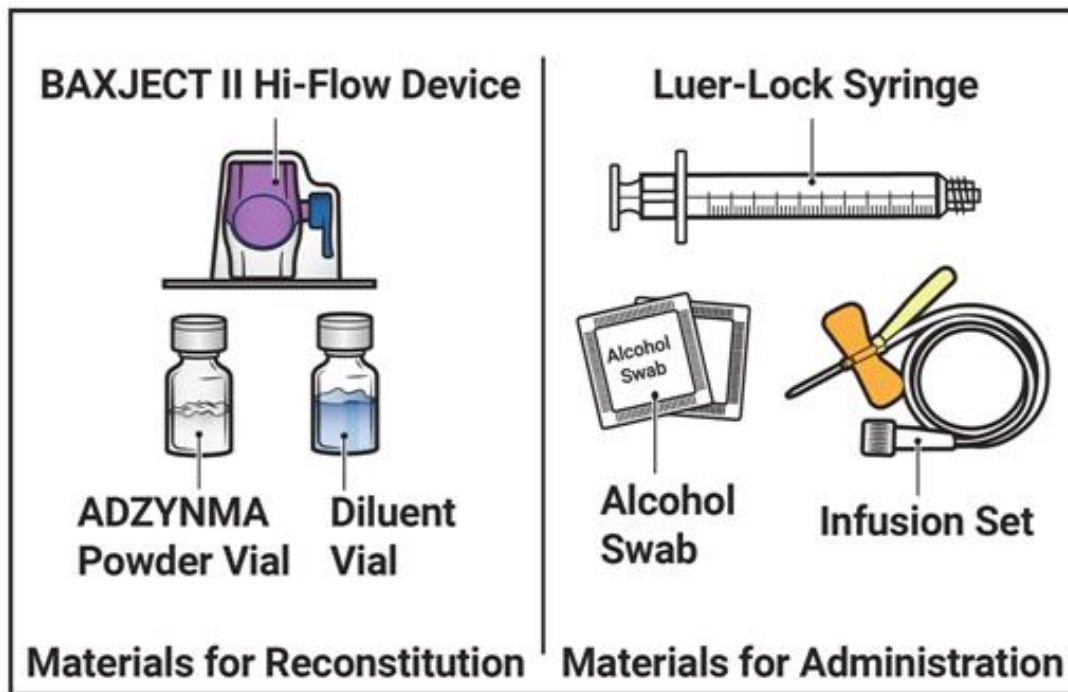 BAXJECT II Hi-Flow Device
ADZYNMA
Powder Vial
Diluent
Vial
Materials for Reconstitution
Luer-Lock Syringe
Alcohol
Swab
Alcohol
Swab
Infusion Set
Materials for Administration